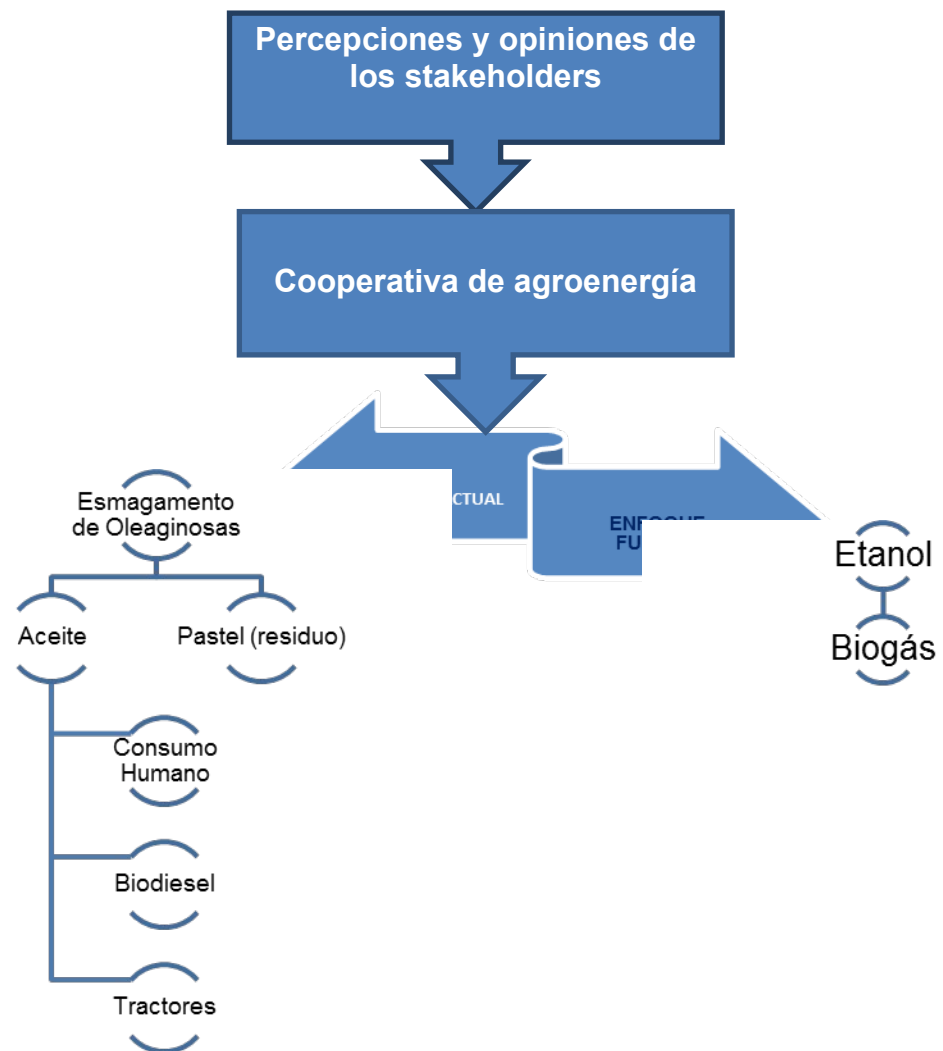 Percepciones y opiniones de
los stakeholders
Cooperativa de agroenergía
Esmagamento
de Oleaginosas
Aceite
Pastel (residuo)
Consumo
Humano
Biodiesel
Tractores
Etanol
Biogás